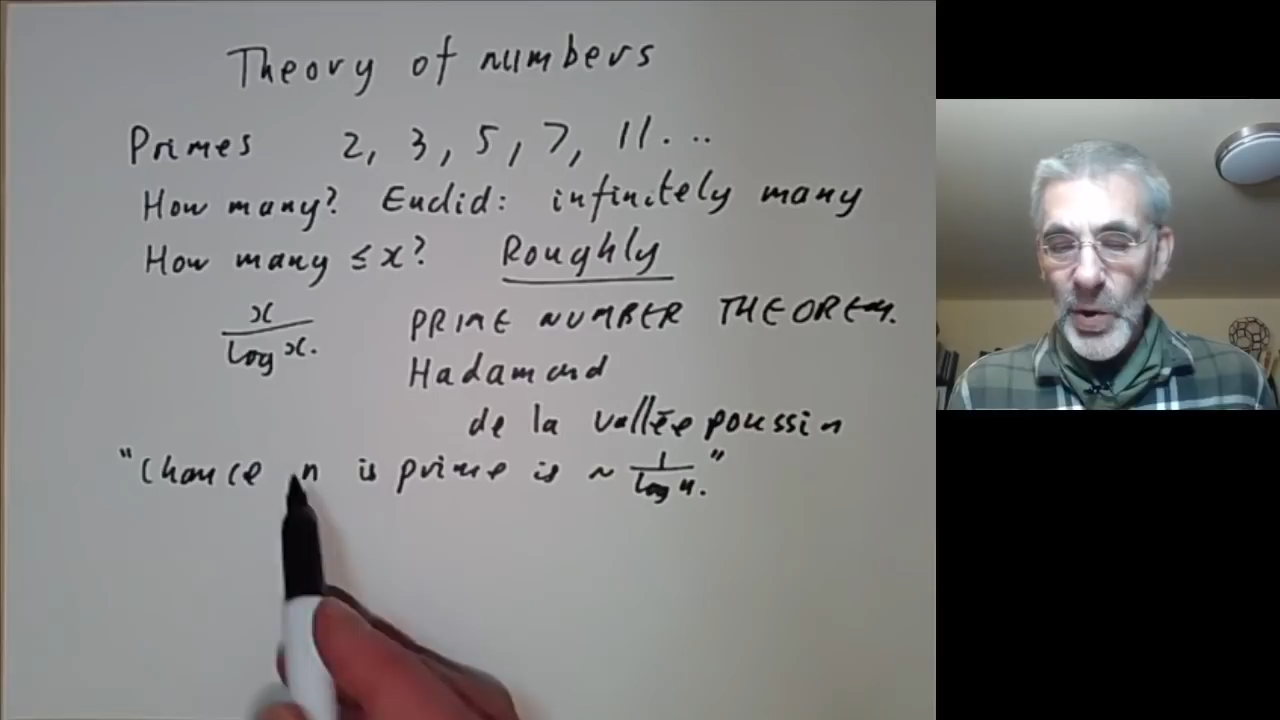 Theory of numbers
Primes 2, 3, 5, 7, 11...
How many? Euclid: infinitely many
How many ≤ x? Roughly
x / log x. PRIME NUMBER THEOREM.
Hadamard
de la vallée poussin
"Chance n is prime is ~ 1 / log n."